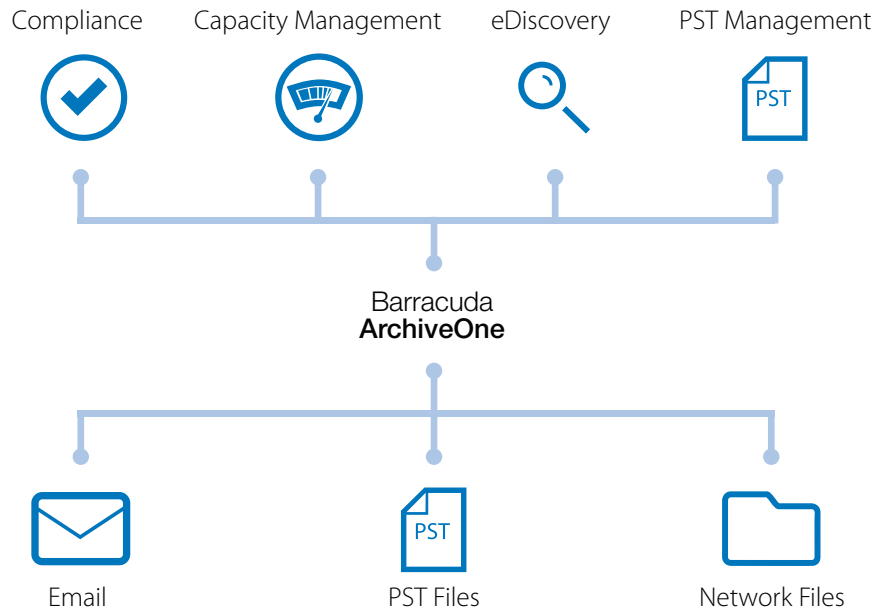 Compliance
Capacity Management
eDiscovery
PST Management
PST
Barracuda
ArchiveOne
PST
Email
PST Files
Network Files